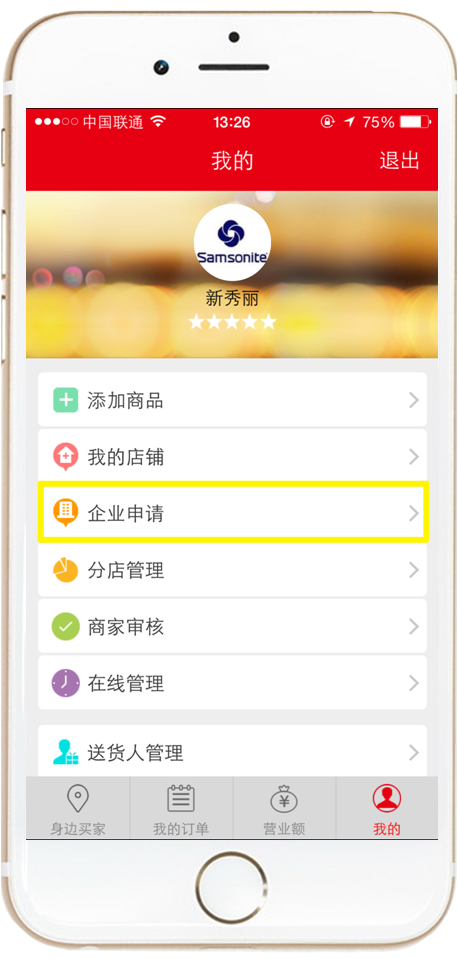 中国联通 13:26 75%
我的 退出
Samsonite
新秀丽
添加商品
我的店铺
企业申请
分店管理
商家审核
在线管理
送货人管理
身边买家 我的订单 营业额 我的